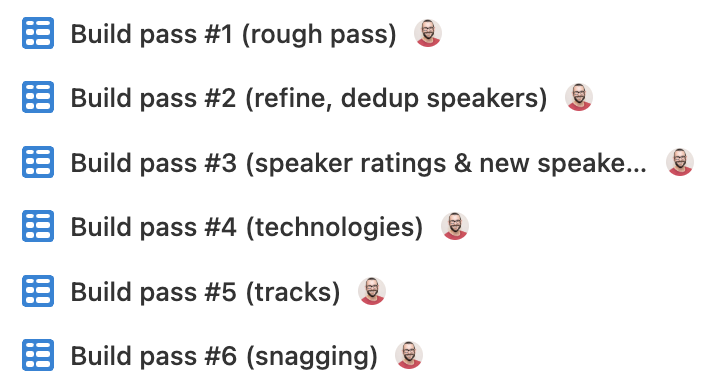 Build pass #1 (rough pass)
Build pass #2 (refine, dedup speakers)
Build pass #3 (speaker ratings & new speake...
Build pass #4 (technologies)
Build pass #5 (tracks)
Build pass #6 (snagging)